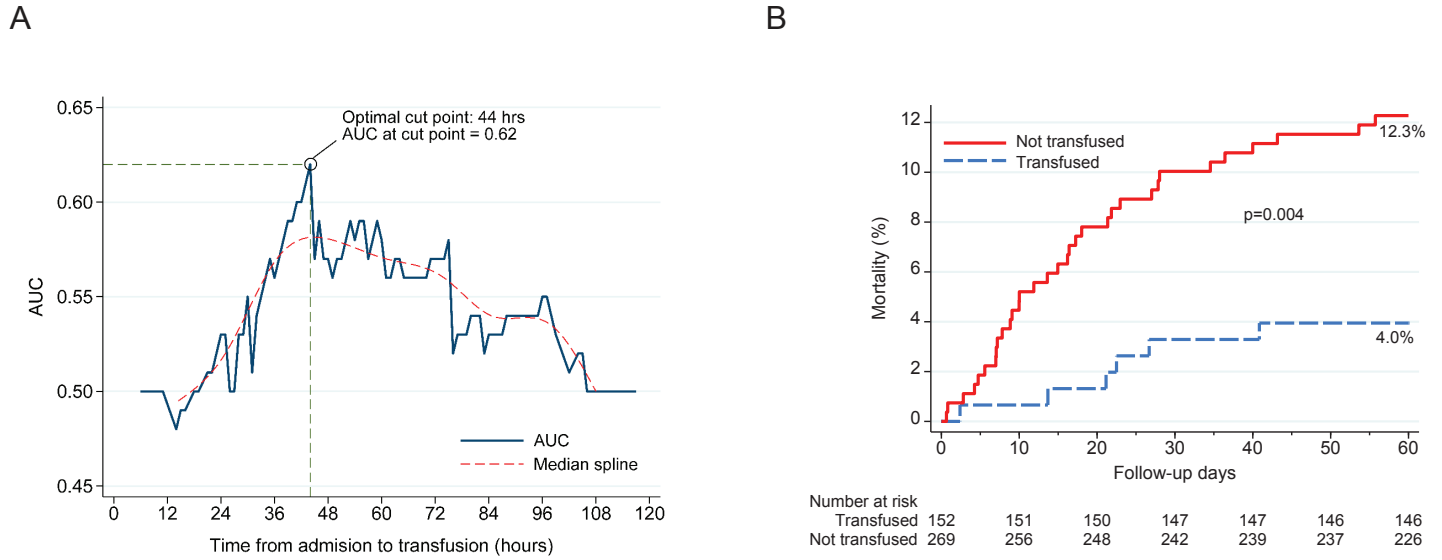 A
0.65
0.60
0.55
0.50
0.45
AUC
Optimal cut point: 44 hrs
AUC at cut point = 0.62
AUC
Median spline
0 12 24 36 48 60 72 84 96 108 120
Time from admision to transfusion (hours)
B
12
10
8
6
4
2
0
Mortality (%)
Not transfused
Transfused
12.3%
p=0.004
4.0%
0 10 20 30 40 50 60
Follow-up days
Number at risk
Transfused 152 151 150 147 147 146 146
Not transfused 269 256 248 242 239 237 226